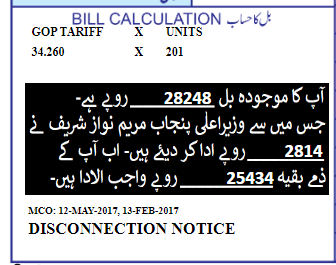 BILL CALCULATION بل کا حساب
GOP TARIFF X UNITS
34.260 X 201
آپ کا موجودہ بل 28248 روپے ہے-
جس میں سے وزیراعلٰی پنجاب مریم نواز شریف نے
2814 روپے ادا کر دیئے ہیں- اب آپ کے
ذمے بقیہ 25434 روپے واجب الادا ہیں-
MCO: 12-MAY-2017, 13-FEB-2017
DISCONNECTION NOTICE